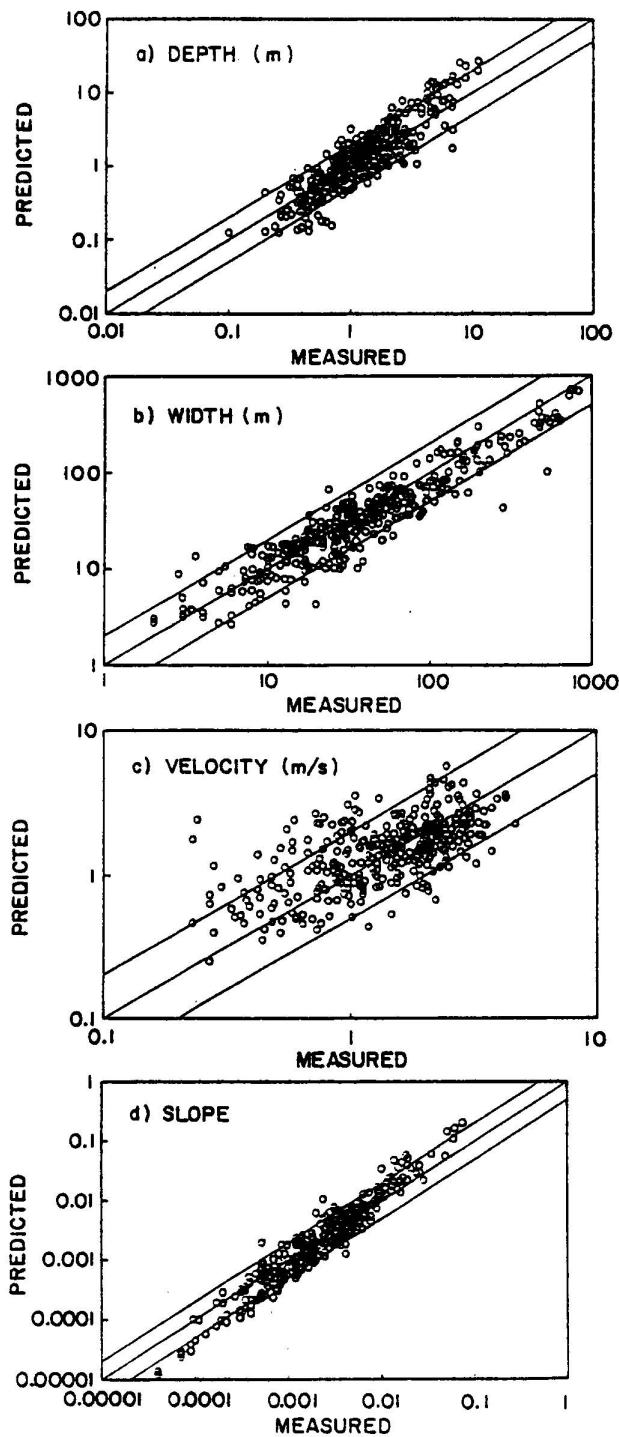 100
a) DEPTH (m)
10
PREDICTED
1
0.1
0.01
0.01 0.1 1 10 100
MEASURED
1000
b) WIDTH (m)
100
PREDICTED
10
1
1 10 100 1000
MEASURED
10
c) VELOCITY (m/s)
PREDICTED
1
0.1
0.1 1 10
MEASURED
1
d) SLOPE
0.1
PREDICTED
0.01
0.001
0.0001
0.00001
0.00001 0.0001 0.001 0.01 0.1 1
MEASURED